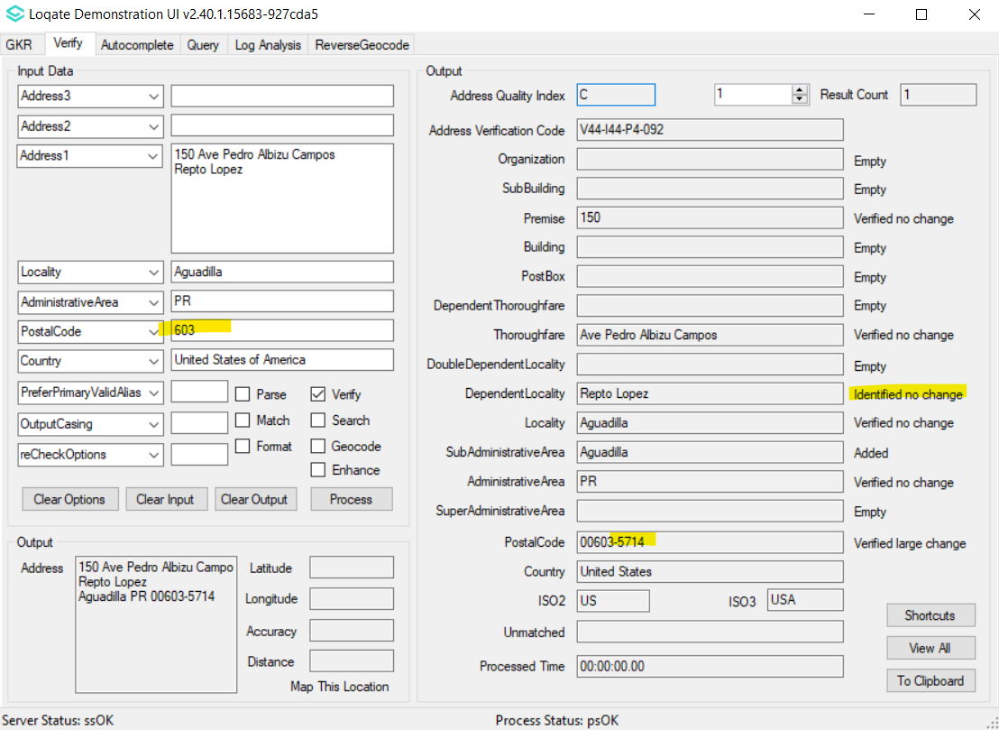 Loqate Demonstration UI v2.40.1.15683-927cda5
GKR Verify Autocomplete Query Log Analysis ReverseGeocode
Input Data
Address3
Address2
Address1
150 Ave Pedro Albizu Campos
Repto Lopez
Locality Aguadilla
AdministrativeArea PR
PostalCode 603
Country United States of America
PreferPrimaryValidAlias Parse Verify
OutputCasing Match Search
reCheckOptions Format Geocode
Enhance
Clear Options Clear Input Clear Output Process
Output
Address
150 Ave Pedro Albizu Campo
Repto Lopez
Aguadilla PR 00603-5714
Latitude
Longitude
Accuracy
Distance
Map This Location
Output
Address Quality Index C 1 Result Count 1
Address Verification Code V44-I44-P4-092
Organization Empty
SubBuilding Empty
Premise 150 Verified no change
Building Empty
PostBox Empty
DependentThoroughfare Empty
Thoroughfare Ave Pedro Albizu Campos Verified no change
DoubleDependentLocality Empty
DependentLocality Repto Lopez Identified no change
Locality Aguadilla Verified no change
SubAdministrativeArea Aguadilla Added
AdministrativeArea PR Verified no change
SuperAdministrativeArea Empty
PostalCode 00603-5714 Verified large change
Country United States
ISO2 US ISO3 USA
Unmatched
Processed Time 00:00:00.00
Shortcuts
View All
To Clipboard
Server Status: ssOK Process Status: psOK